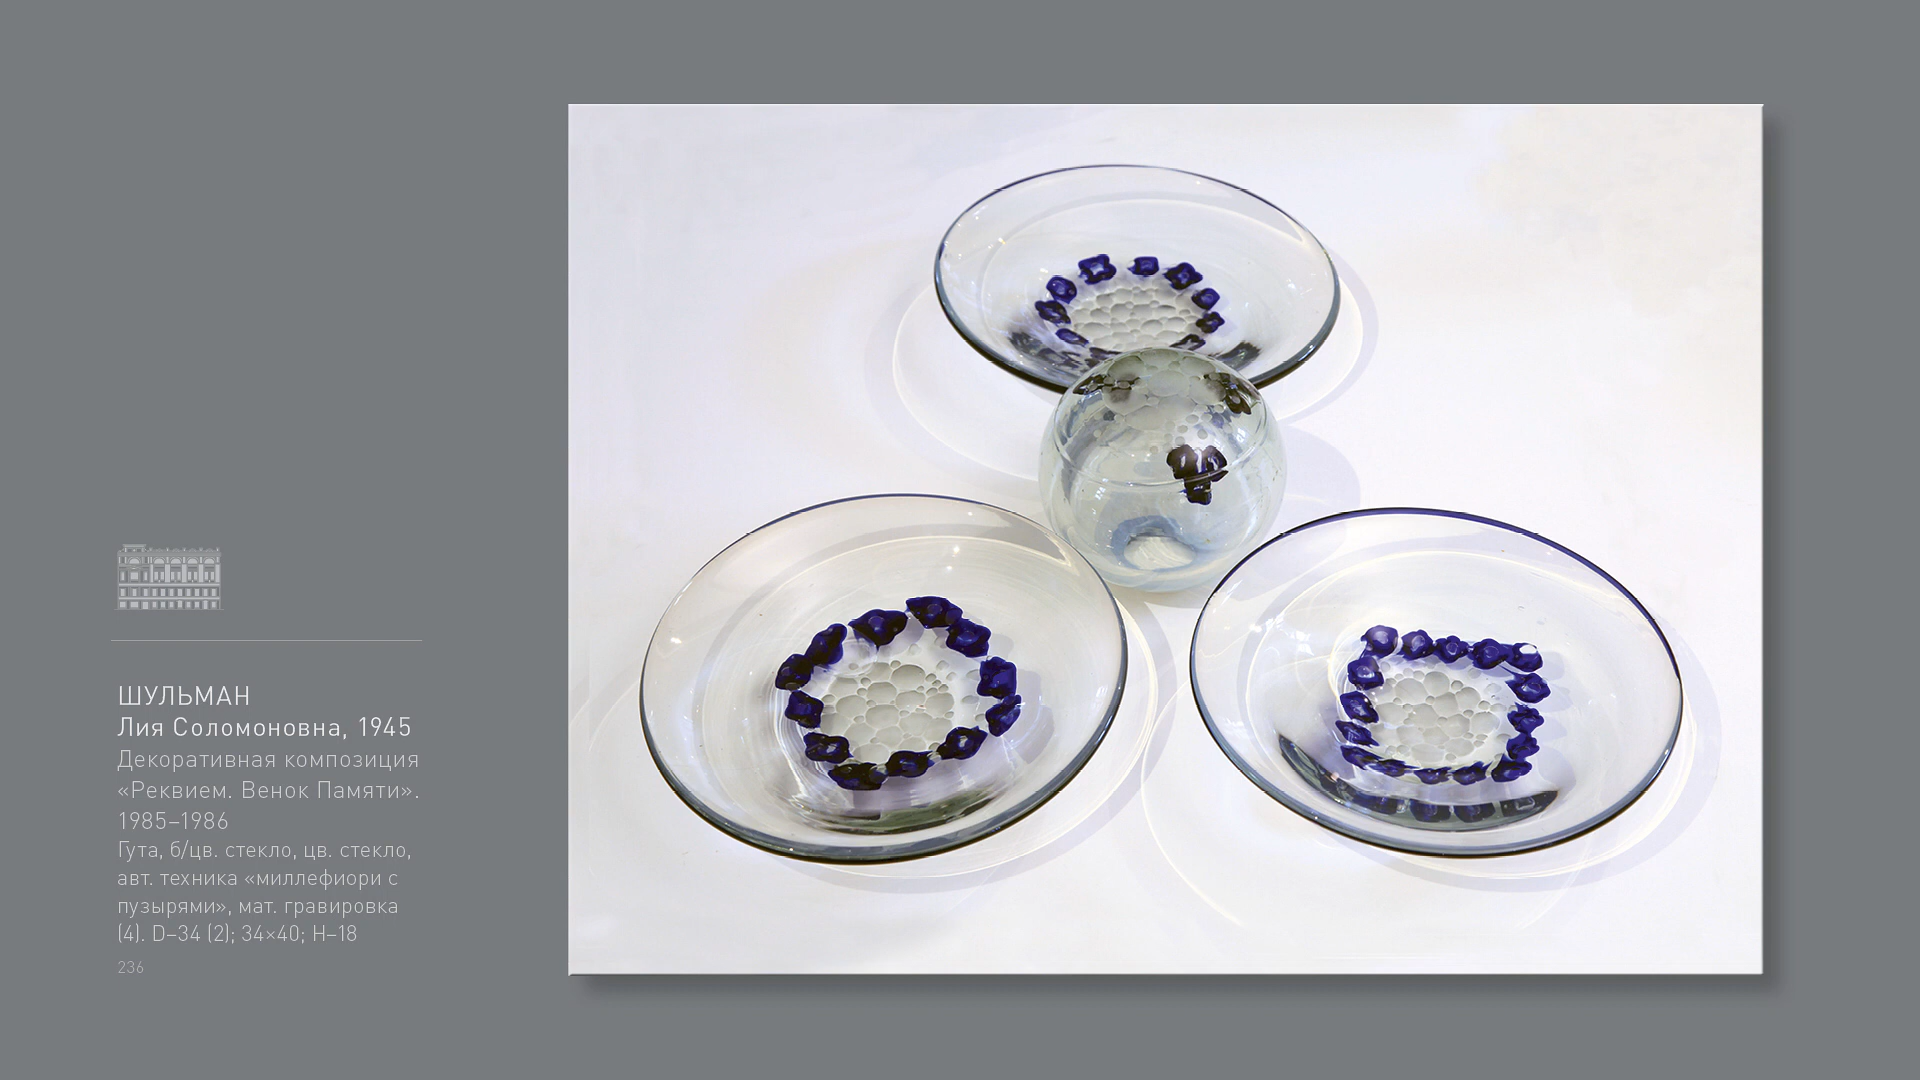 ШУЛЬМАН
Лия Соломоновна, 1945
Декоративная композиция
«Реквием. Венок Памяти».
1985–1986
Гута, б/цв. стекло, цв. стекло,
авт. техника «миллефиори с
пузырями», мат. гравировка
(4). D–34 (2); 34×40; H–18
236